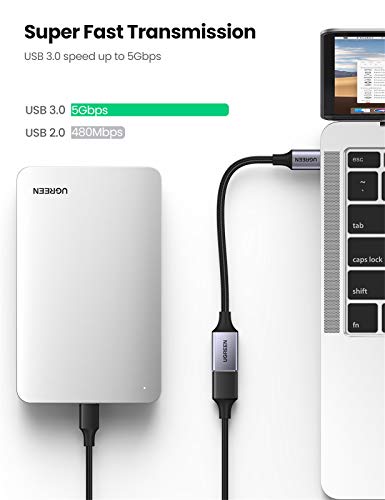 Super Fast Transmission
USB 3.0 speed up to 5Gbps
USB 3.0 5Gbps
USB 2.0 480Mbps
UGREEN
UGREEN
UGREEN
esc
~
`
tab
caps lock
shift
fn